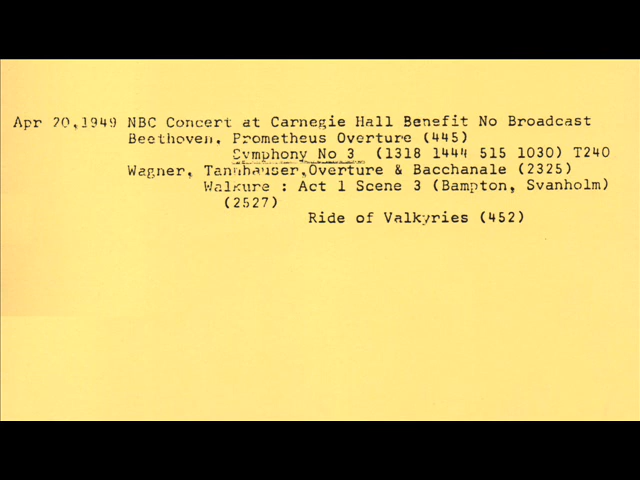 Apr 20,1949 NBC Concert at Carnegie Hall Benefit No Broadcast
Beethoven, Prometheus Overture (445)
Symphony No 3 (1318 1444 515 1030) T240
Wagner, Tannhauser,Overture & Bacchanale (2325)
Walkure : Act 1 Scene 3 (Bampton, Svanholm)
(2527)
Ride of Valkyries (452)